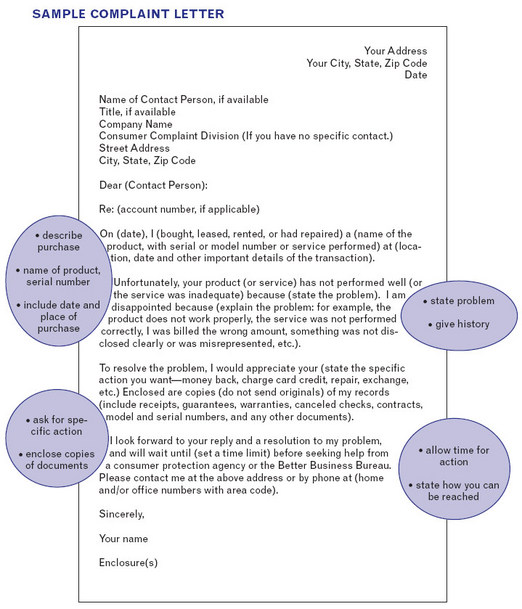 SAMPLE COMPLAINT LETTER
Your Address
Your City, State, Zip Code
Date
Name of Contact Person, if available
Title, if available
Company Name
Consumer Complaint Division (If you have no specific contact.)
Street Address
City, State, Zip Code
Dear (Contact Person):
Re: (account number, if applicable)
• describe
purchase
• name of product,
serial number
• include date and
place of
purchase
On (date), I (bought, leased, rented, or had repaired) a (name of the
product, with serial or model number or service performed) at (loca-
tion, date and other important details of the transaction).
Unfortunately, your product (or service) has not performed well (or
the service was inadequate) because (state the problem). I am
disappointed because (explain the problem: for example, the
product does not work properly, the service was not performed
correctly, I was billed the wrong amount, something was not dis-
closed clearly or was misrepresented, etc.).
• state problem
• give history
To resolve the problem, I would appreciate your (state the specific
action you want—money back, charge card credit, repair, exchange,
etc.) Enclosed are copies (do not send originals) of my records
(include receipts, guarantees, warranties, canceled checks, contracts,
model and serial numbers, and any other documents).
• ask for spe-
cific action
• enclose copies
of documents
I look forward to your reply and a resolution to my problem,
and will wait until (set a time limit) before seeking help from
a consumer protection agency or the Better Business Bureau.
Please contact me at the above address or by phone at (home
and/or office numbers with area code).
• allow time for
action
• state how you can
be reached
Sincerely,
Your name
Enclosure(s)